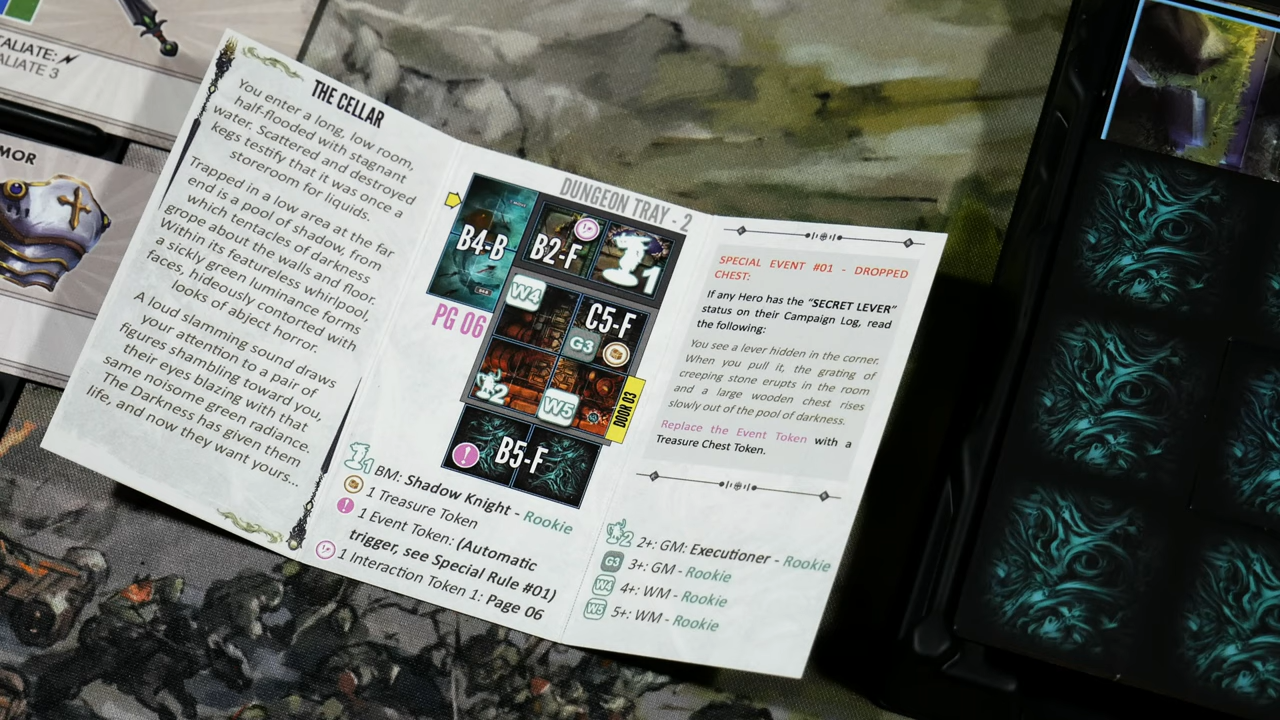 TALIATE:
ALIATE 3
MOR
THE CELLAR
You enter a long, low room,
half-flooded with stagnant
water. Scattered and destroyed
kegs testify that it was once a
storeroom for liquids.
Trapped in a low area at the far
end is a pool of shadow, from
which tentacles of darkness
grope about the walls and floor.
Within its featureless whirlpool,
a sickly green luminance forms
faces, hideously contorted with
looks of abject horror.
A loud slamming sound draws
your attention to a pair of
figures shambling toward you,
their eyes blazing with that
same noisome green radiance.
The Darkness has given them
life, and now they want yours...
DUNGEON TRAY - 2
B4-B
B2-F
1
W4
C5-F
G3
PG 06
2
W5
DOOR 03
B5-F
!
1 BM: Shadow Knight - Rookie
1 Treasure Token
! 1 Event Token: (Automatic
trigger, see Special Rule #01)
1 Interaction Token 1: Page 06
SPECIAL EVENT #01 - DROPPED
CHEST:
If any Hero has the "SECRET LEVER"
status on their Campaign Log, read
the following:
You see a lever hidden in the corner.
When you pull it, the grating of
creeping stone erupts in the room
and a large wooden chest rises
slowly out of the pool of darkness.
Replace the Event Token with a
Treasure Chest Token.
2 2+: GM: Executioner - Rookie
G3 3+: GM - Rookie
W4 4+: WM - Rookie
W5 5+: WM - Rookie